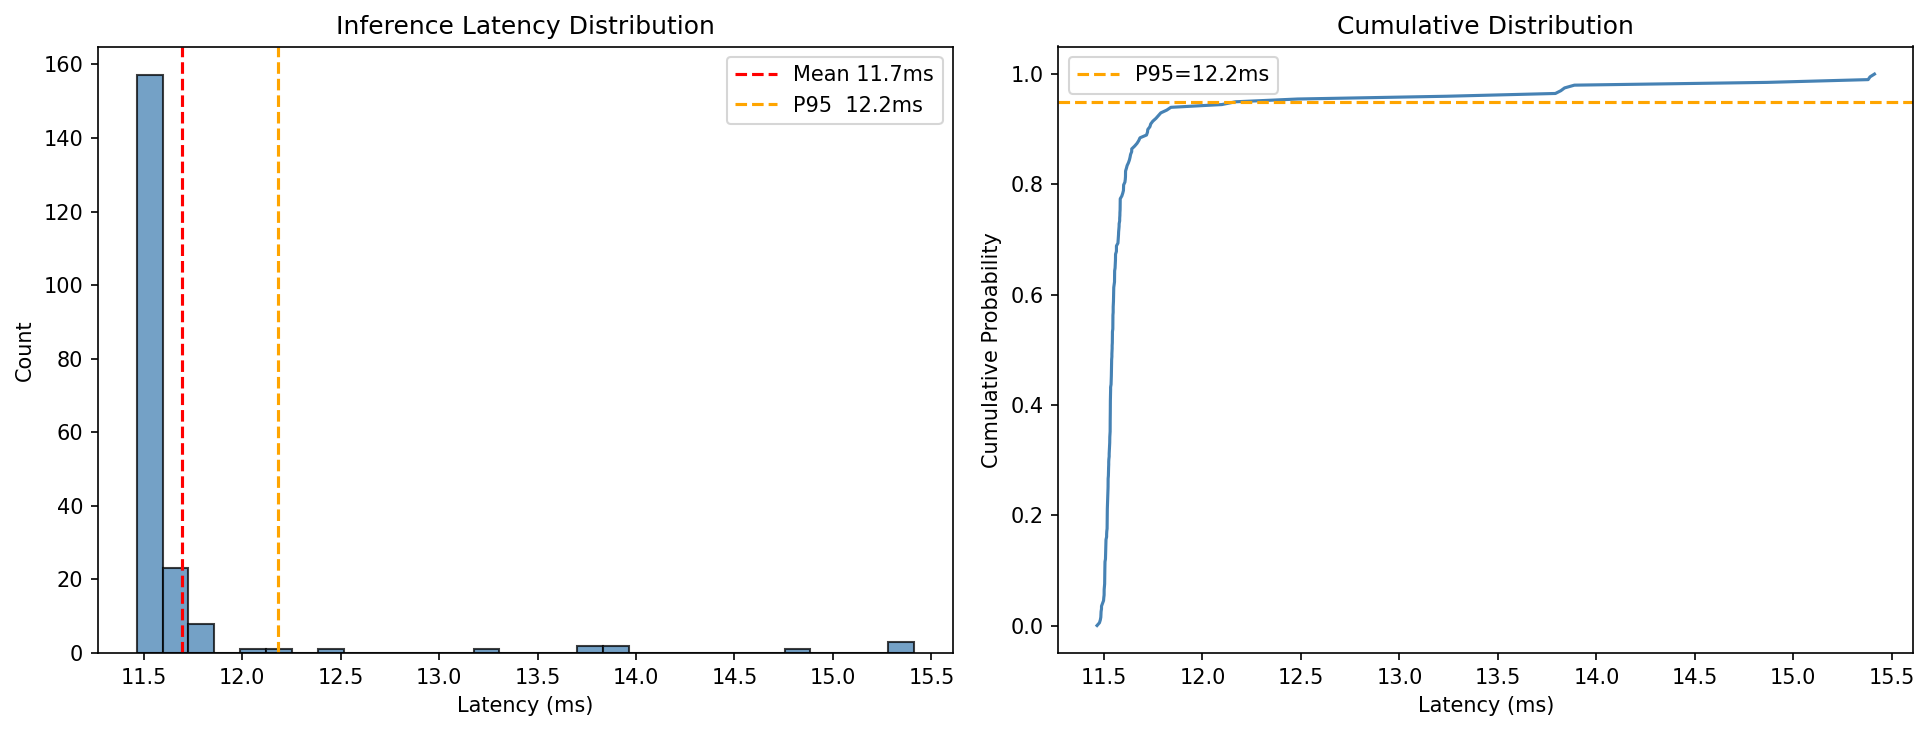 Inference Latency Distribution
Mean 11.7ms
P95  12.2ms
160
140
120
100
80
60
40
20
0
Count
11.5 12.0 12.5 13.0 13.5 14.0 14.5 15.0 15.5
Latency (ms)
Cumulative Distribution
P95=12.2ms
1.0
0.8
0.6
0.4
0.2
0.0
Cumulative Probability
11.5 12.0 12.5 13.0 13.5 14.0 14.5 15.0 15.5
Latency (ms)